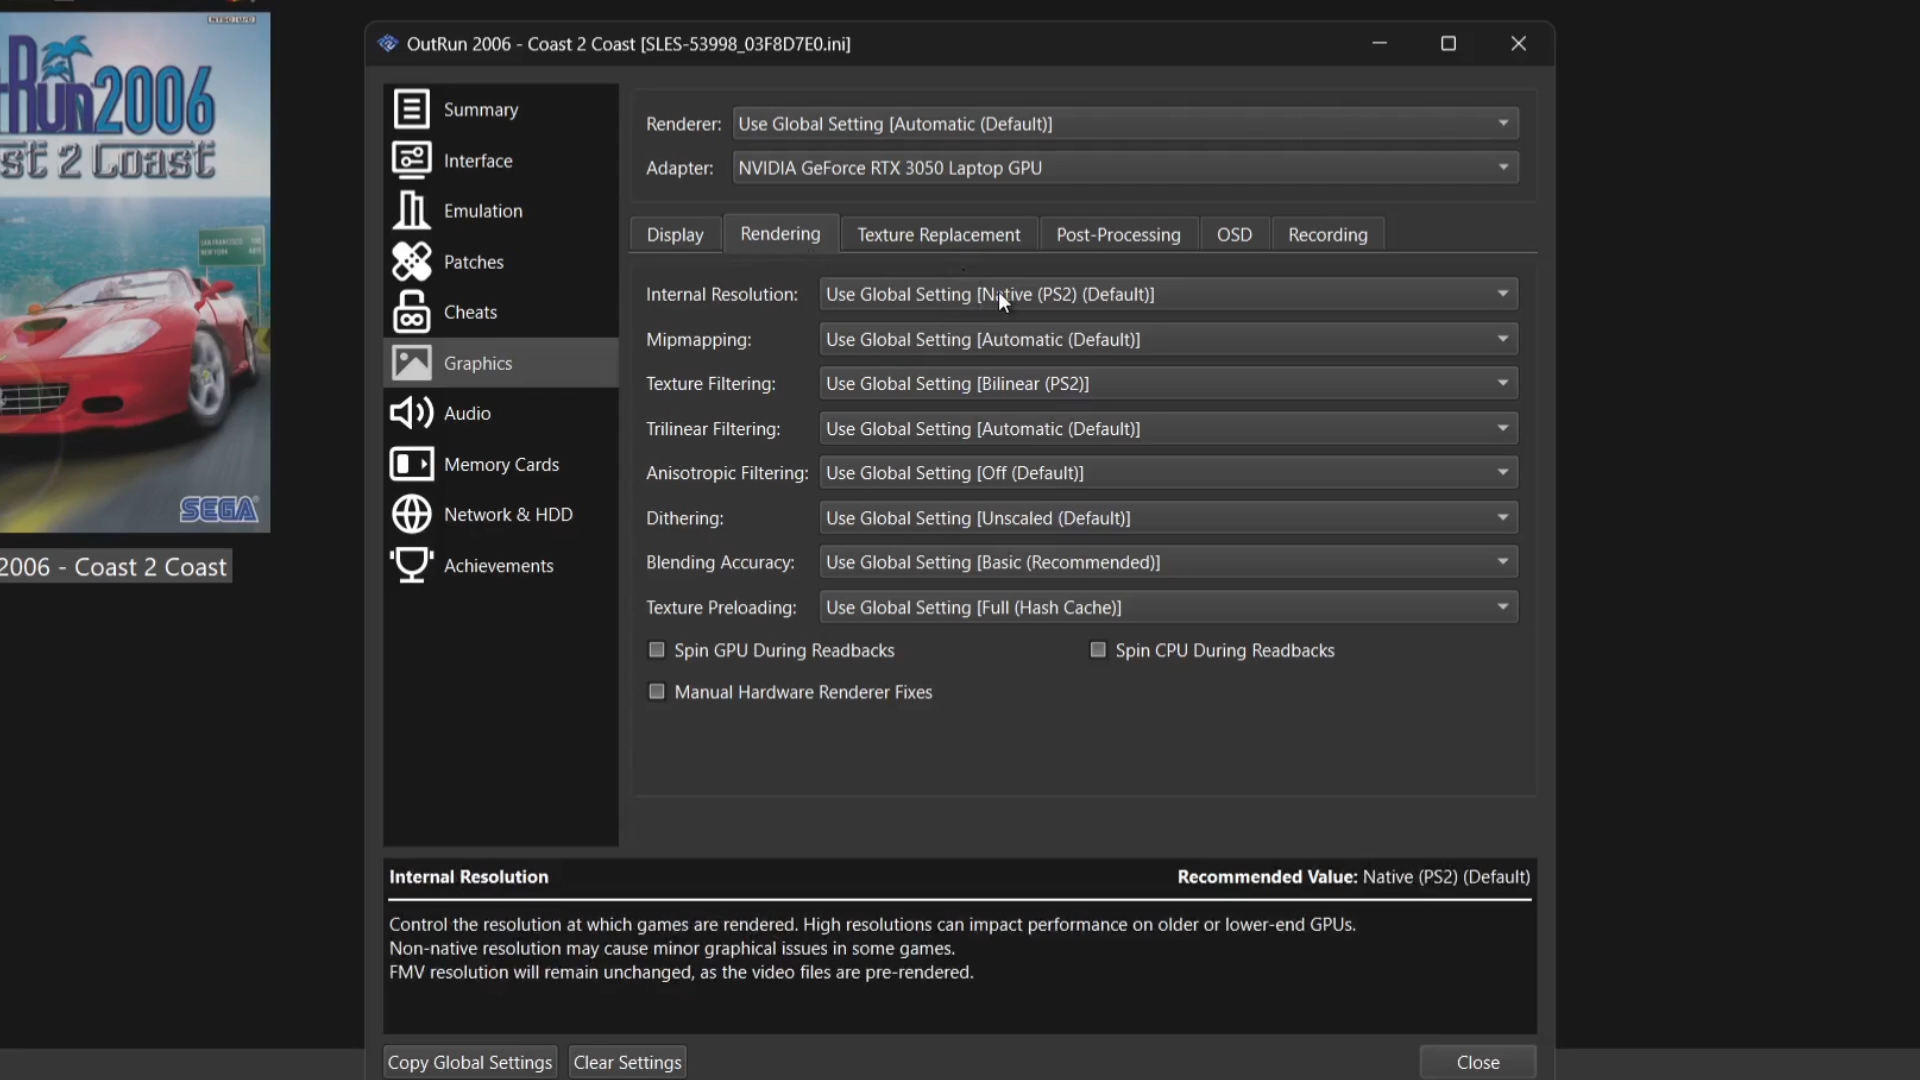 NTSC U/C
tRun2006
st 2 Coast
SAN FRANCISCO 100
NEW YORK
SEGA
2006 - Coast 2 Coast
OutRun 2006 - Coast 2 Coast [SLES-53998_03F8D7E0.ini]
Summary
Interface
Emulation
Patches
Cheats
Graphics
Audio
Memory Cards
Network & HDD
Achievements
Renderer: Use Global Setting [Automatic (Default)]
Adapter: NVIDIA GeForce RTX 3050 Laptop GPU
Display Rendering Texture Replacement Post-Processing OSD Recording
Internal Resolution: Use Global Setting [Native (PS2) (Default)]
Mipmapping: Use Global Setting [Automatic (Default)]
Texture Filtering: Use Global Setting [Bilinear (PS2)]
Trilinear Filtering: Use Global Setting [Automatic (Default)]
Anisotropic Filtering: Use Global Setting [Off (Default)]
Dithering: Use Global Setting [Unscaled (Default)]
Blending Accuracy: Use Global Setting [Basic (Recommended)]
Texture Preloading: Use Global Setting [Full (Hash Cache)]
Spin GPU During Readbacks Spin CPU During Readbacks
Manual Hardware Renderer Fixes
Internal Resolution Recommended Value: Native (PS2) (Default)
Control the resolution at which games are rendered. High resolutions can impact performance on older or lower-end GPUs.
Non-native resolution may cause minor graphical issues in some games.
FMV resolution will remain unchanged, as the video files are pre-rendered.
Copy Global Settings Clear Settings Close